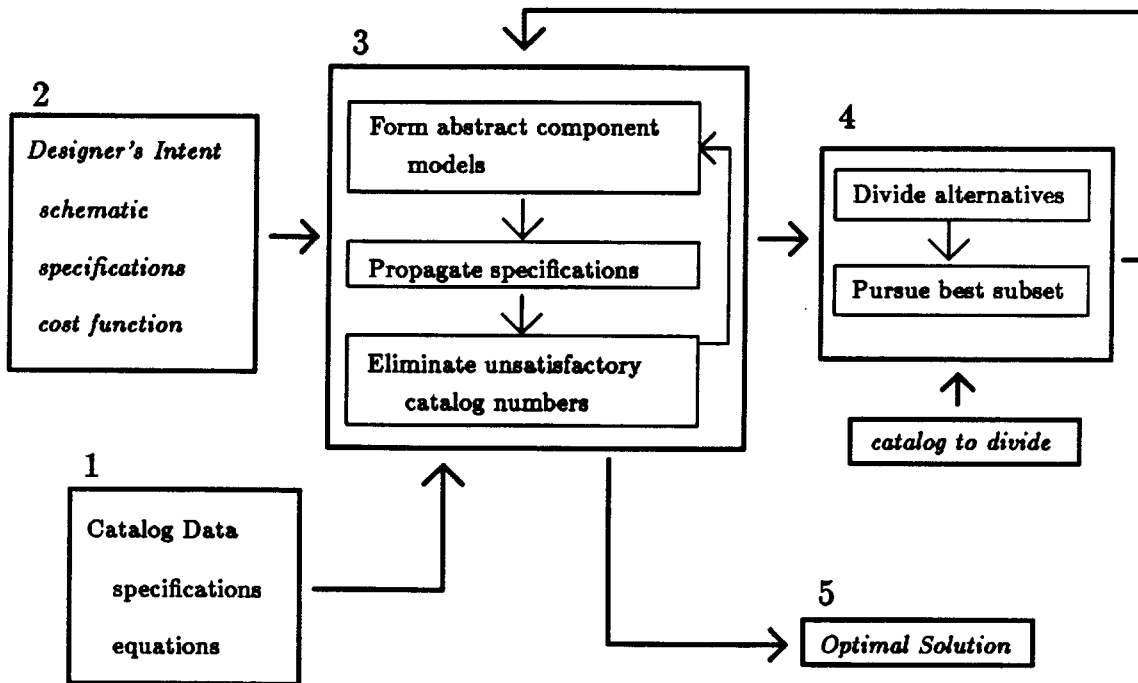 3
2
Form abstract component
models
4
Designer's Intent
schematic
specifications
cost function
Divide alternatives
Propagate specifications
Pursue best subset
Eliminate unsatisfactory
catalog numbers
catalog to divide
1
Catalog Data
specifications
equations
5
Optimal Solution